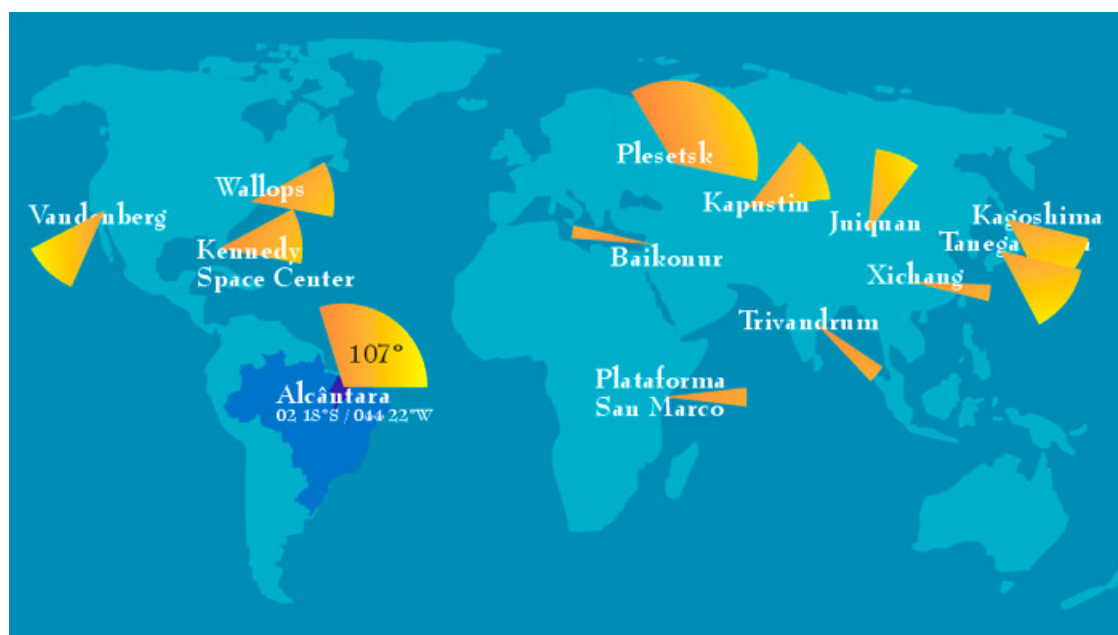 Plesetsk
Wallops
Kapustin
Vandenberg
Juiquan
Kagoshima
Kennedy
Space Center
Baikonur
Xichang
Trivandrum
107°
Plataforma
San Marco
Alcântara
02 18°S / 044 22°W